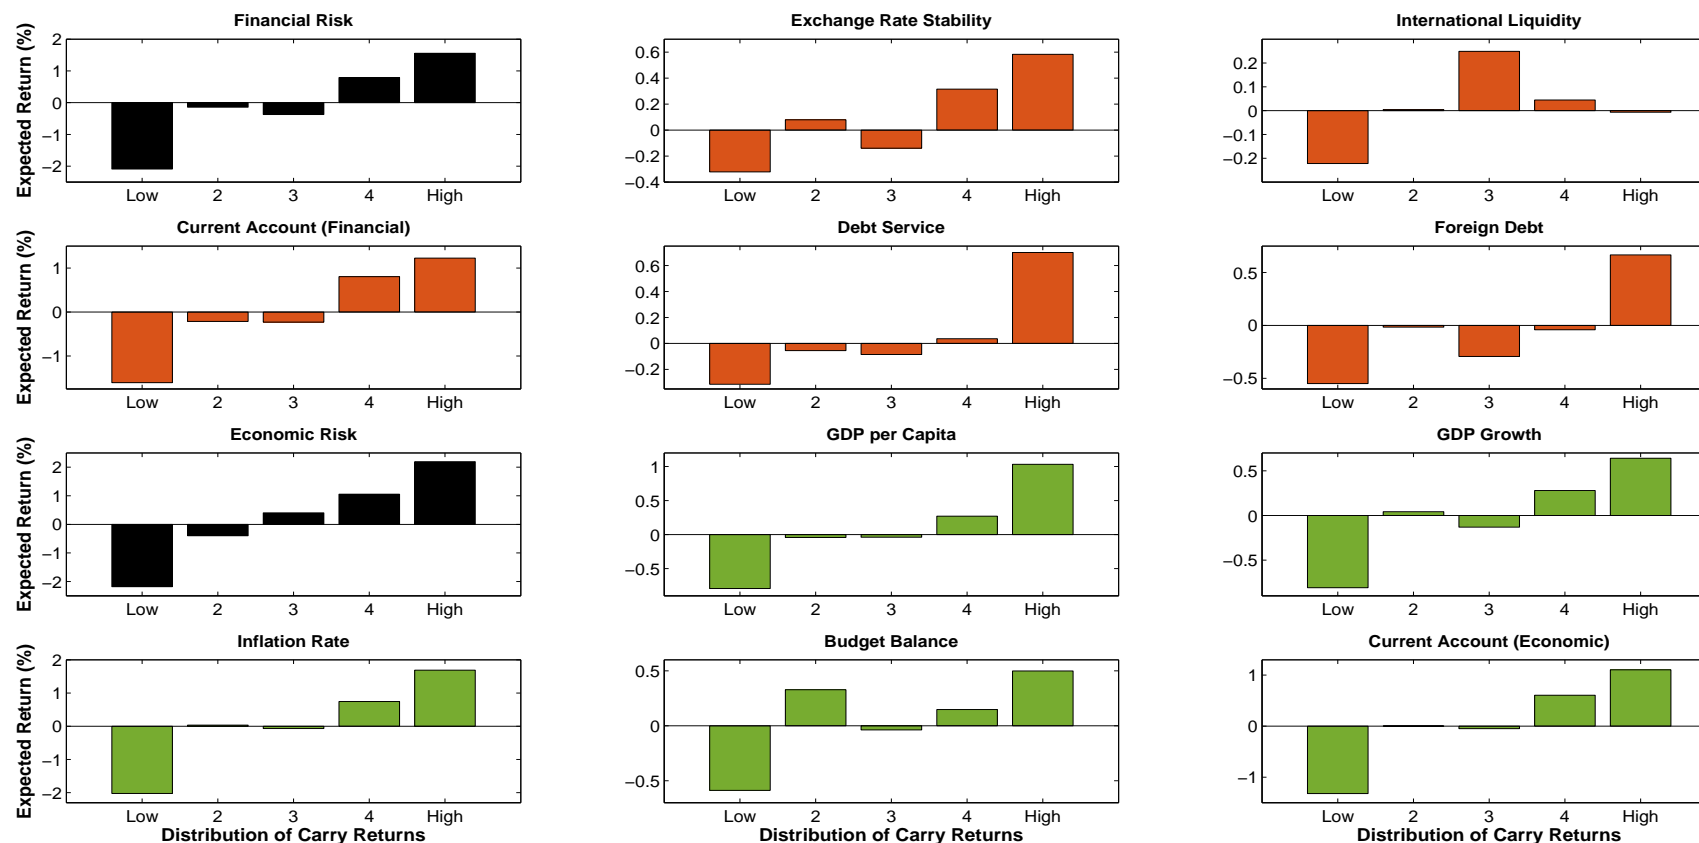 Financial Risk
Exchange Rate Stability
International Liquidity
Expected Return (%)
2
1
0
−1
−2
Low 2 3 4 High
0.6
0.4
0.2
0
−0.2
−0.4
Low 2 3 4 High
0.2
0.1
0
−0.1
−0.2
Low 2 3 4 High
Current Account (Financial)
Debt Service
Foreign Debt
Expected Return (%)
1
0
−1
Low 2 3 4 High
0.6
0.4
0.2
0
−0.2
Low 2 3 4 High
0.5
0
−0.5
Low 2 3 4 High
Economic Risk
GDP per Capita
GDP Growth
Expected Return (%)
2
1
0
−1
−2
Low 2 3 4 High
1
0.5
0
−0.5
Low 2 3 4 High
0.5
0
−0.5
Low 2 3 4 High
Inflation Rate
Budget Balance
Current Account (Economic)
Expected Return (%)
2
1
0
−1
−2
Low 2 3 4 High
Distribution of Carry Returns
0.5
0
−0.5
Low 2 3 4 High
Distribution of Carry Returns
1
0
−1
Low 2 3 4 High
Distribution of Carry Returns